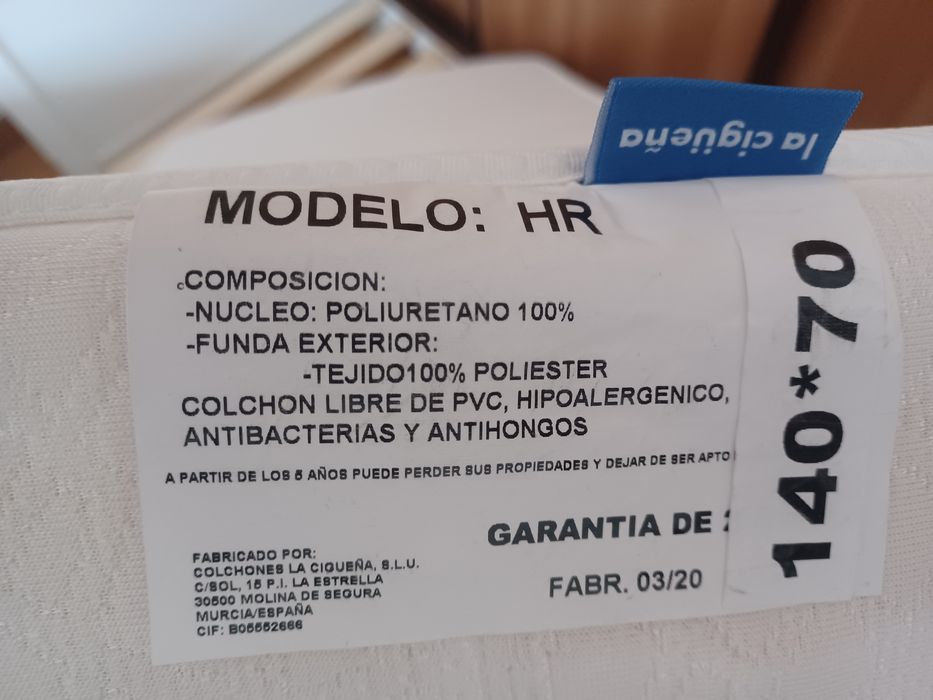 la cigüeña
MODELO: HR
COMPOSICION:
-NUCLEO: POLIURETANO 100%
-FUNDA EXTERIOR:
-TEJIDO100% POLIESTER
COLCHON LIBRE DE PVC, HIPOALERGENICO,
ANTIBACTERIAS Y ANTIHONGOS
A PARTIR DE LOS 5 AÑOS PUEDE PERDER SUS PROPIEDADES Y DEJAR DE SER APTO
GARANTIA DE
FABR. 03/20
FABRICADO POR:
COLCHONES LA CIGUEÑA, S.L.U.
C/SOL, 15 P.I. LA ESTRELLA
30500 MOLINA DE SEGURA
MURCIA/ESPAÑA
CIF: B05552666
140*70